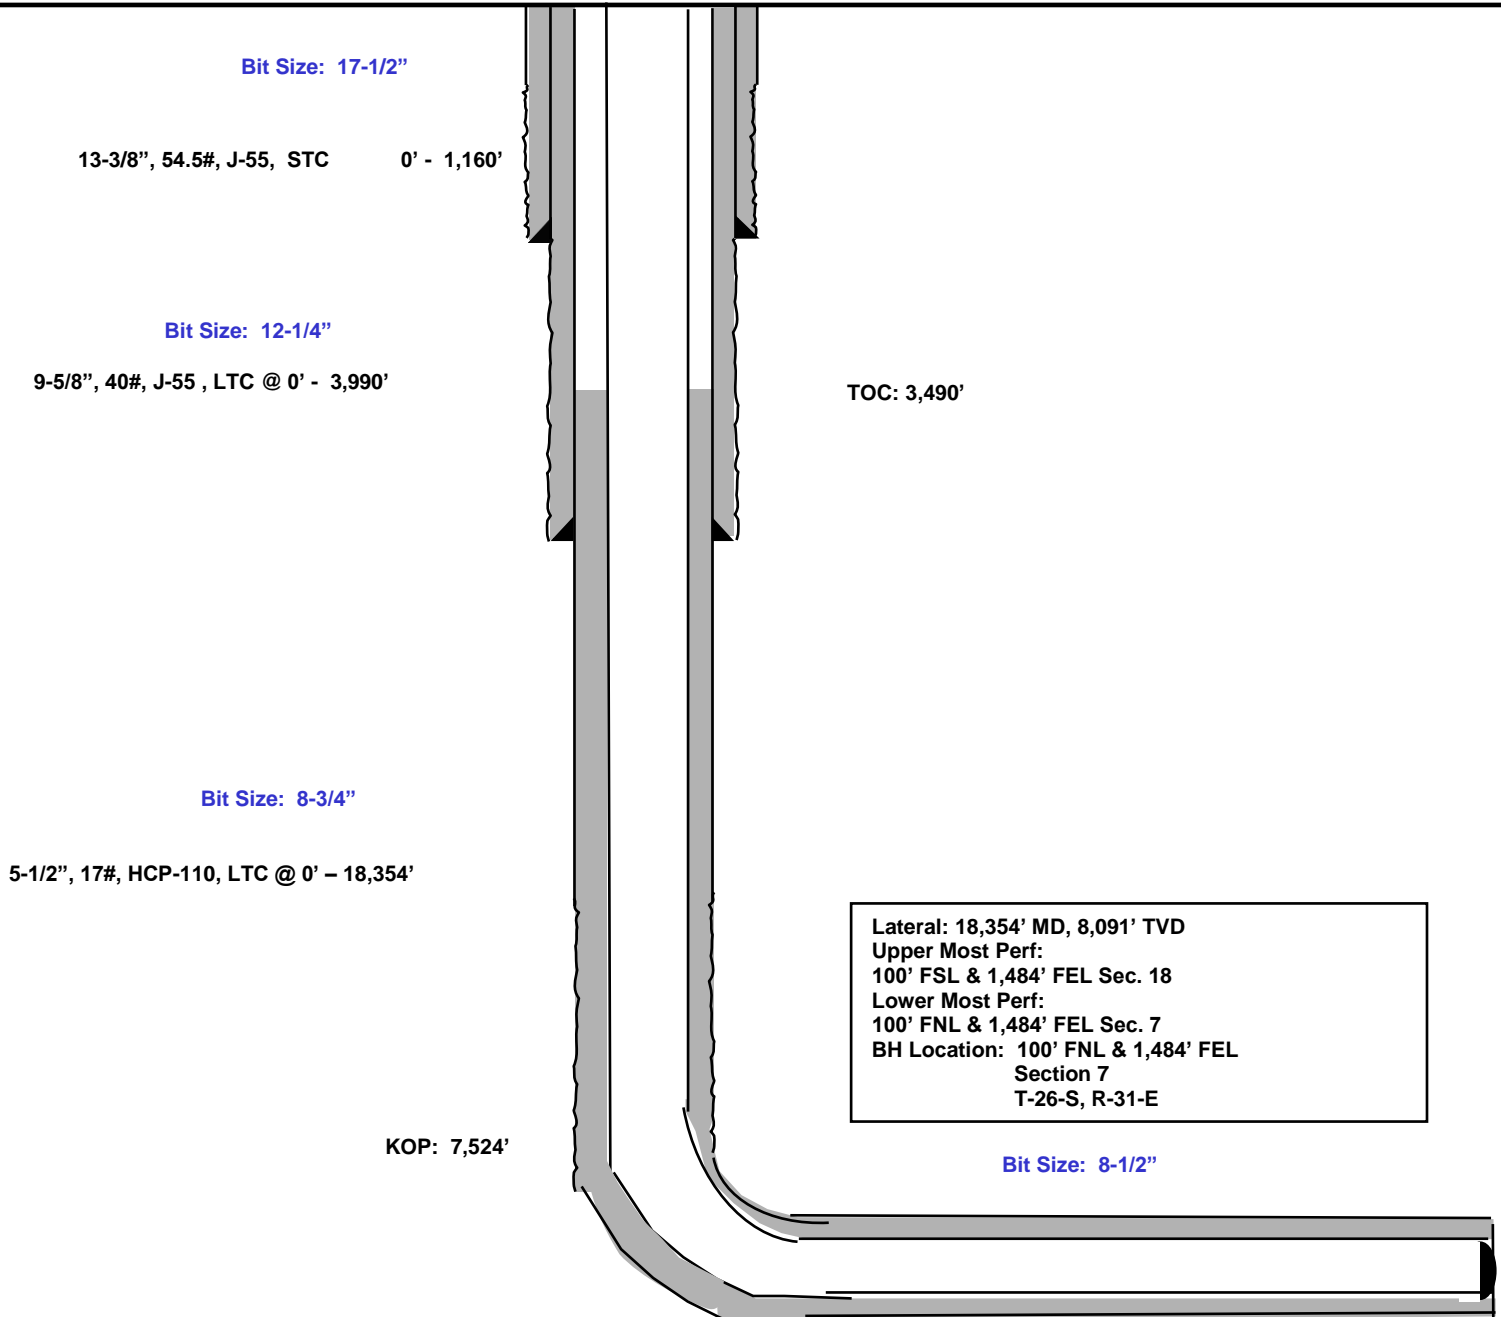 Bit Size:  17-1/2”
13-3/8”, 54.5#, J-55,  STC            0’ -  1,160’
Bit Size:  12-1/4”
9-5/8”, 40#, J-55 , LTC @ 0’ -  3,990’
TOC: 3,490’
Bit Size:  8-3/4”
5-1/2”, 17#, HCP-110, LTC @ 0’ – 18,354’
Lateral: 18,354’ MD, 8,091’ TVD
Upper Most Perf:
100’ FSL & 1,484’ FEL Sec. 18
Lower Most Perf:
100’ FNL & 1,484’ FEL Sec. 7
BH Location:  100’ FNL & 1,484’ FEL
Section 7
T-26-S, R-31-E
KOP:  7,524’
Bit Size:  8-1/2”